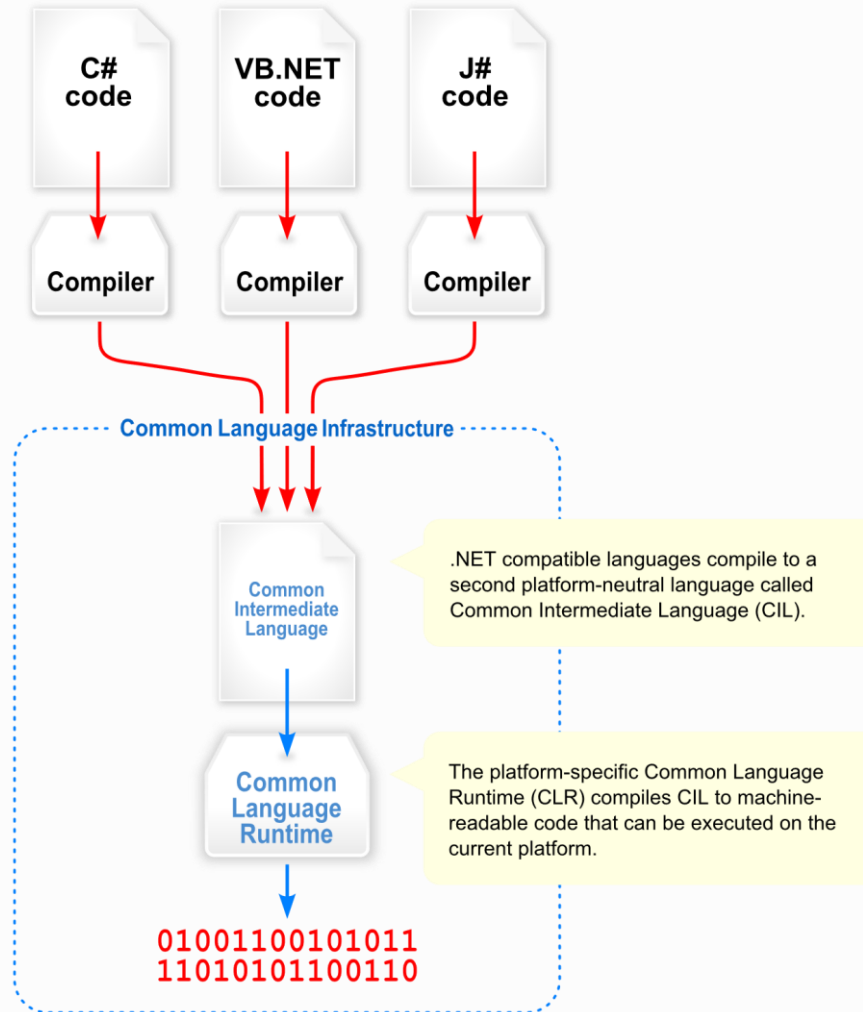 C#
code
VB.NET
code
J#
code
Compiler
Compiler
Compiler
Common Language Infrastructure
Common
Intermediate
Language
.NET compatible languages compile to a
second platform-neutral language called
Common Intermediate Language (CIL).
Common
Language
Runtime
The platform-specific Common Language
Runtime (CLR) compiles CIL to machine-
readable code that can be executed on the
current platform.
01001100101011
11010101100110